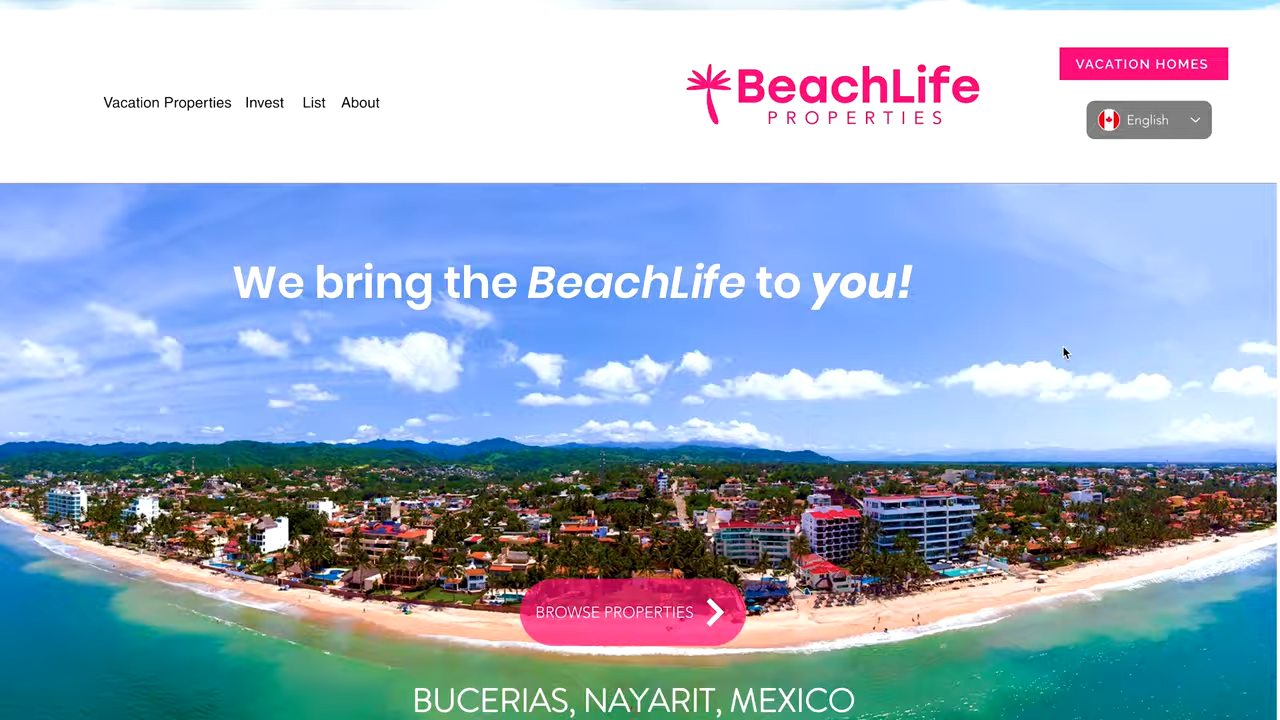 Vacation Properties Invest List About
BeachLife
PROPERTIES
VACATION HOMES
English
We bring the BeachLife to you!
BROWSE PROPERTIES
BUCERIAS, NAYARIT, MEXICO